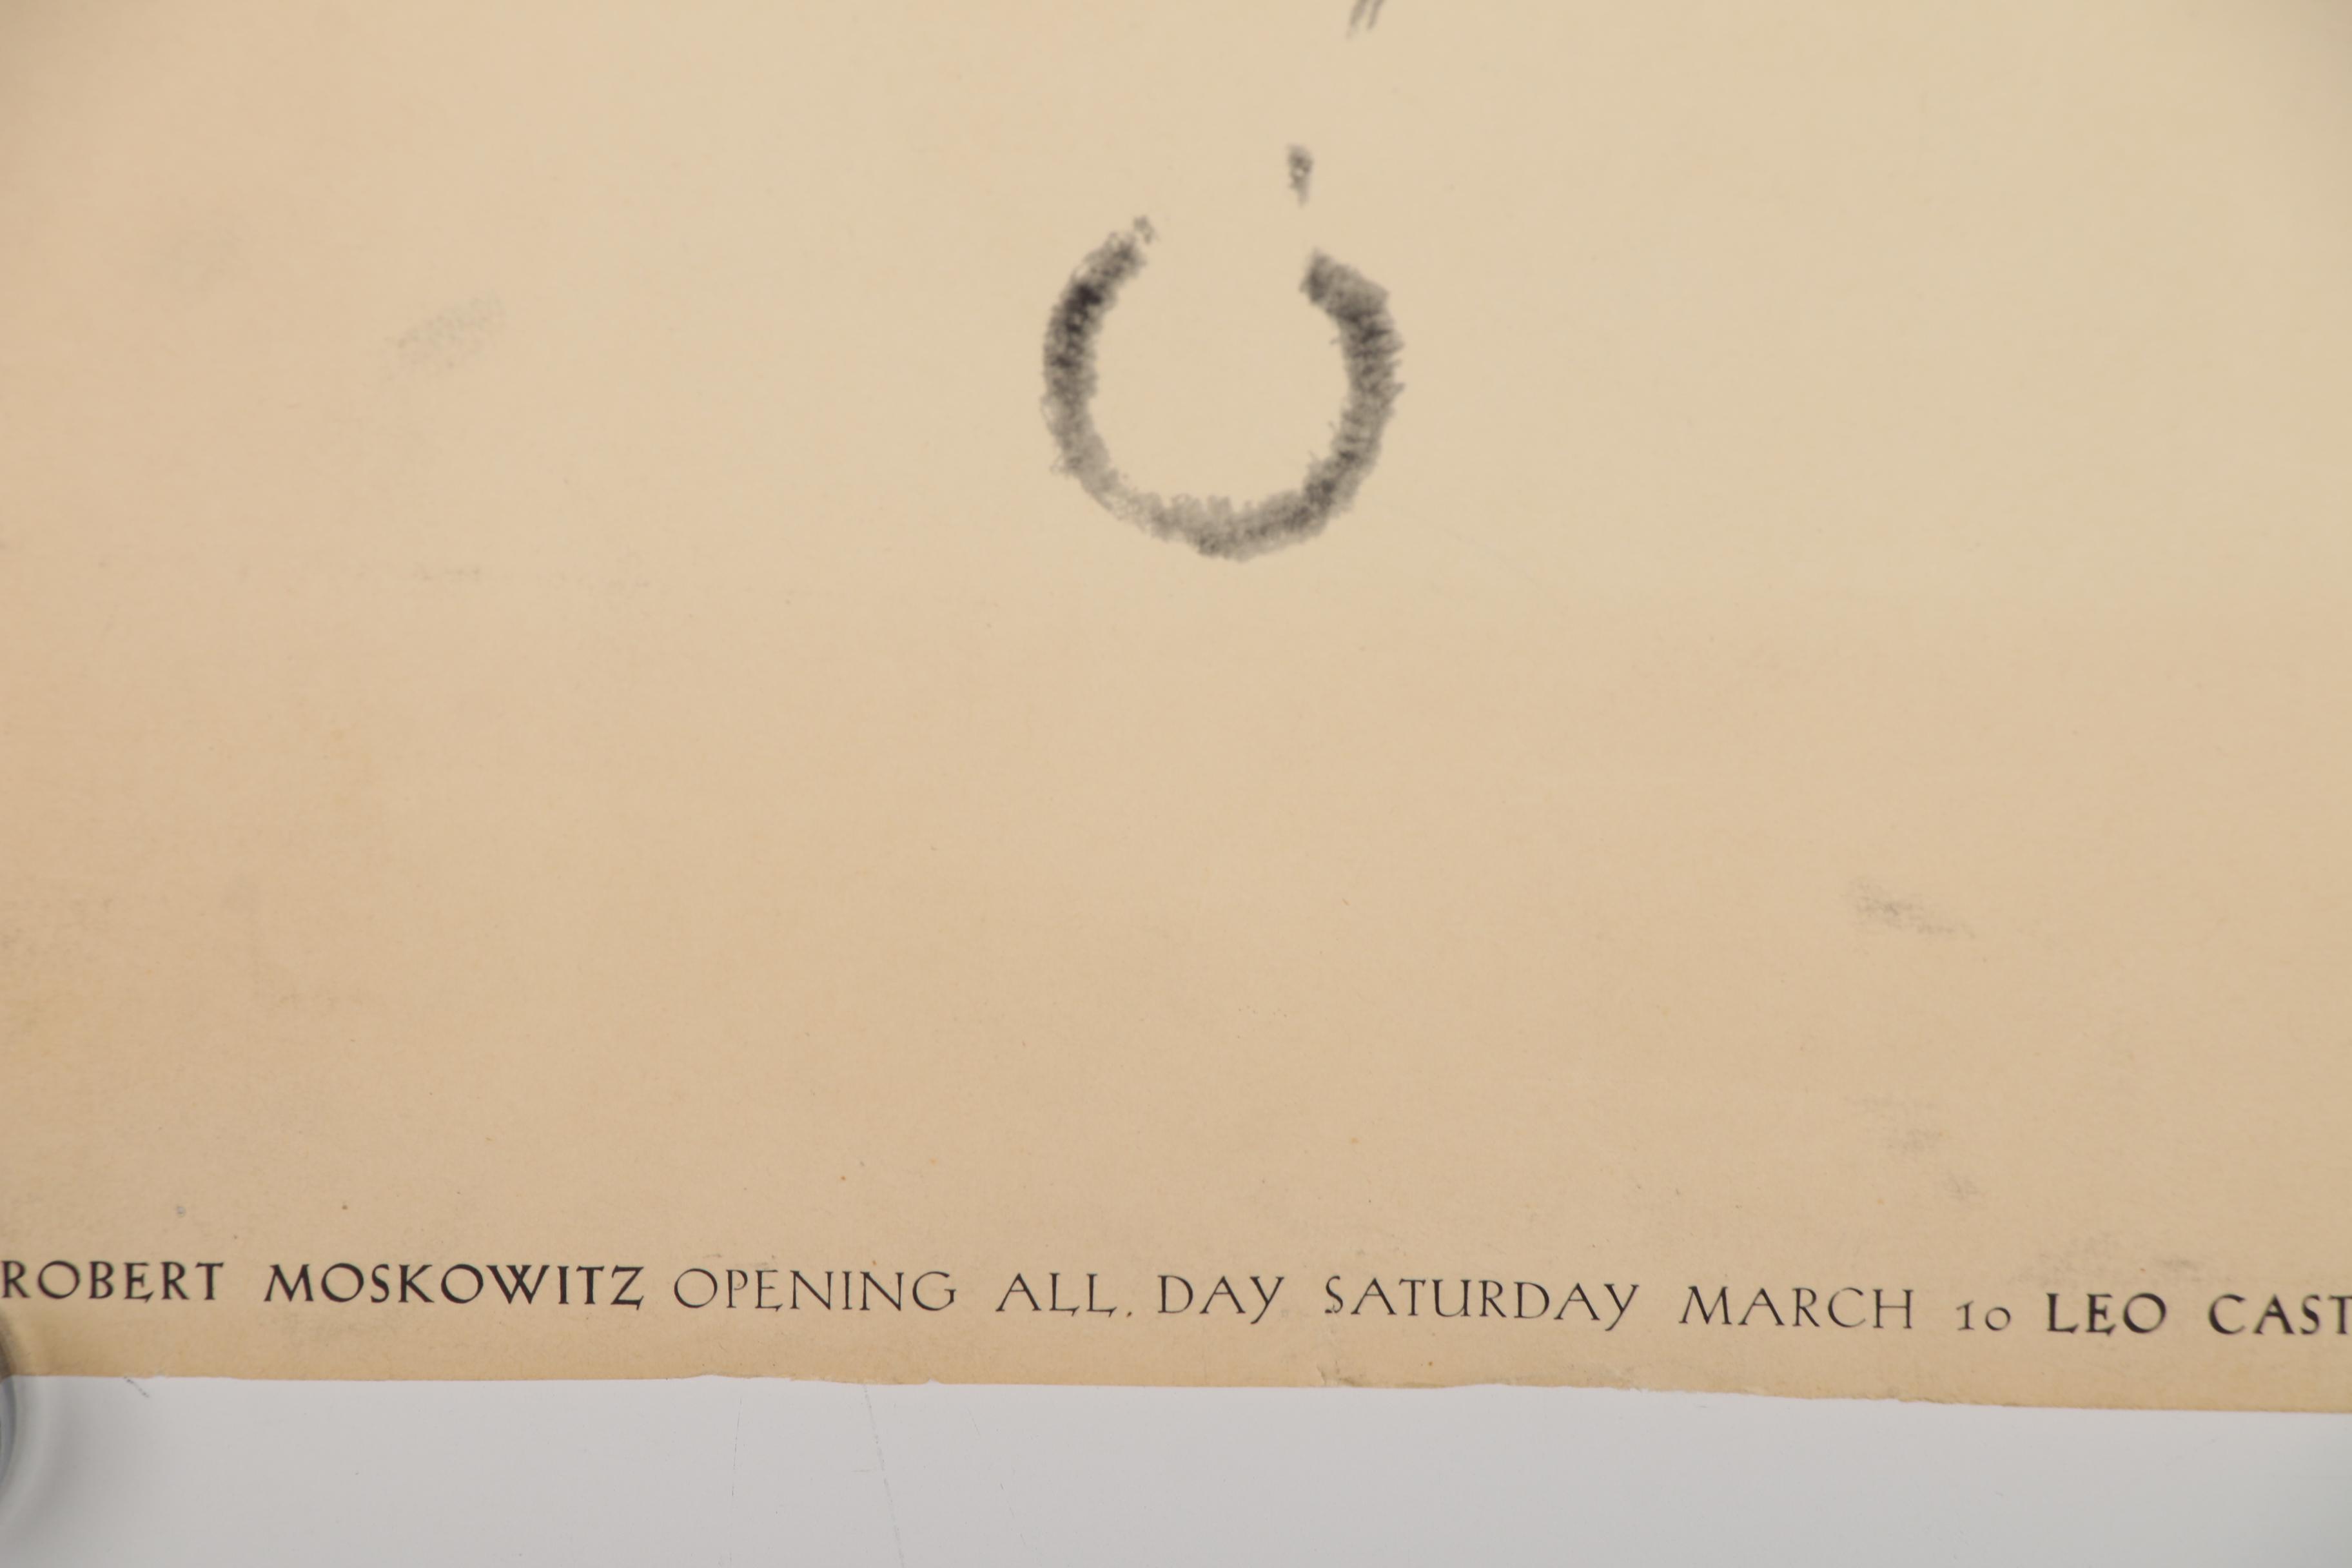 ROBERT MOSKOWITZ OPENING ALL DAY SATURDAY MARCH 10 LEO CAST